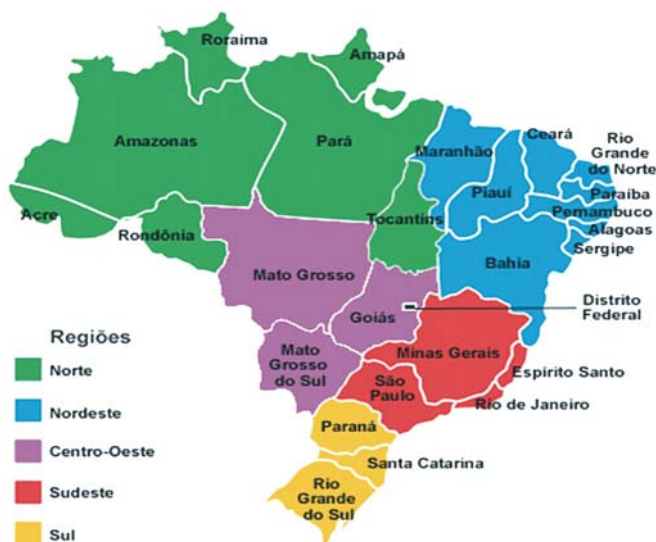 Roraima
Amapá
Amazonas
Pará
Maranhão
Ceará
Rio
Grande
do Norte
Piauí
Paraíba
Pernambuco
Alagoas
Sergipe
Acre
Rondônia
Tocantins
Bahia
Mato Grosso
Goiás
Distrito
Federal
Mato
Grosso
do Sul
Minas Gerais
Espírito Santo
São
Paulo
Rio de Janeiro
Paraná
Santa Catarina
Rio
Grande
do Sul
Regiões
Norte
Nordeste
Centro-Oeste
Sudeste
Sul